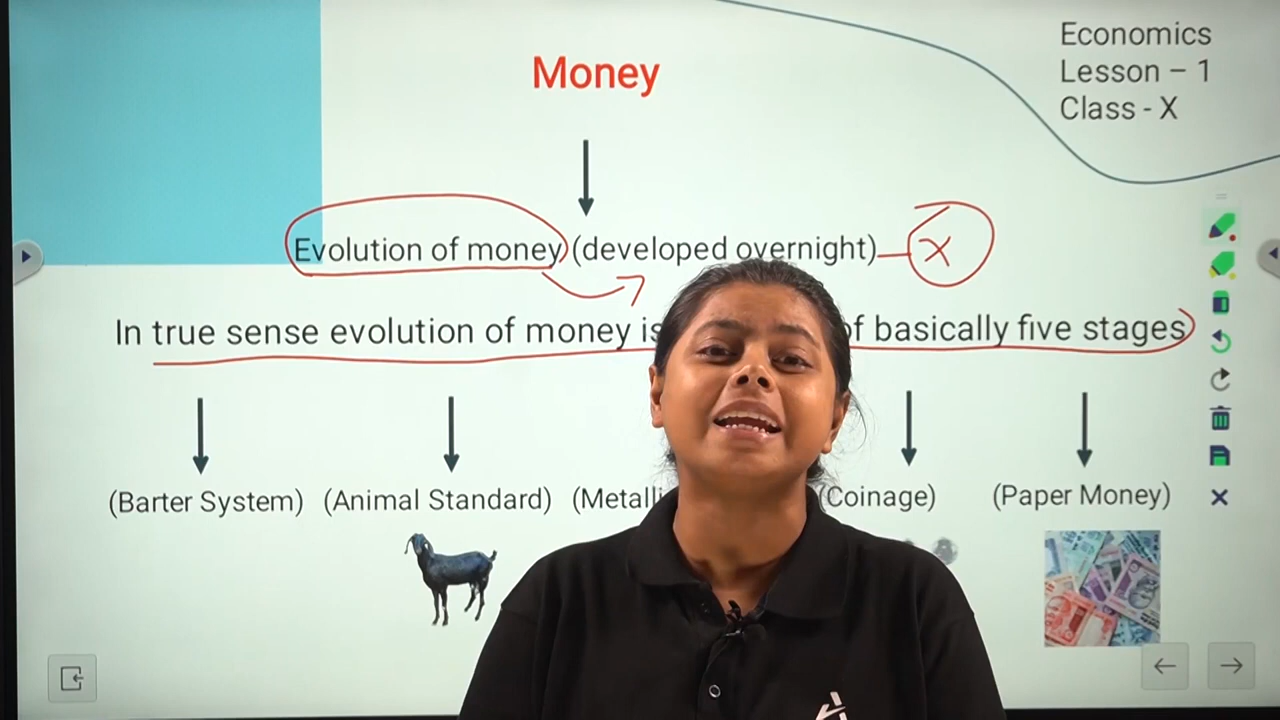 Economics
Lesson – 1
Class - X
Money
Evolution of money (developed overnight) X
In true sense evolution of money is of basically five stages
(Barter System) (Animal Standard) (Coinage) (Paper Money)